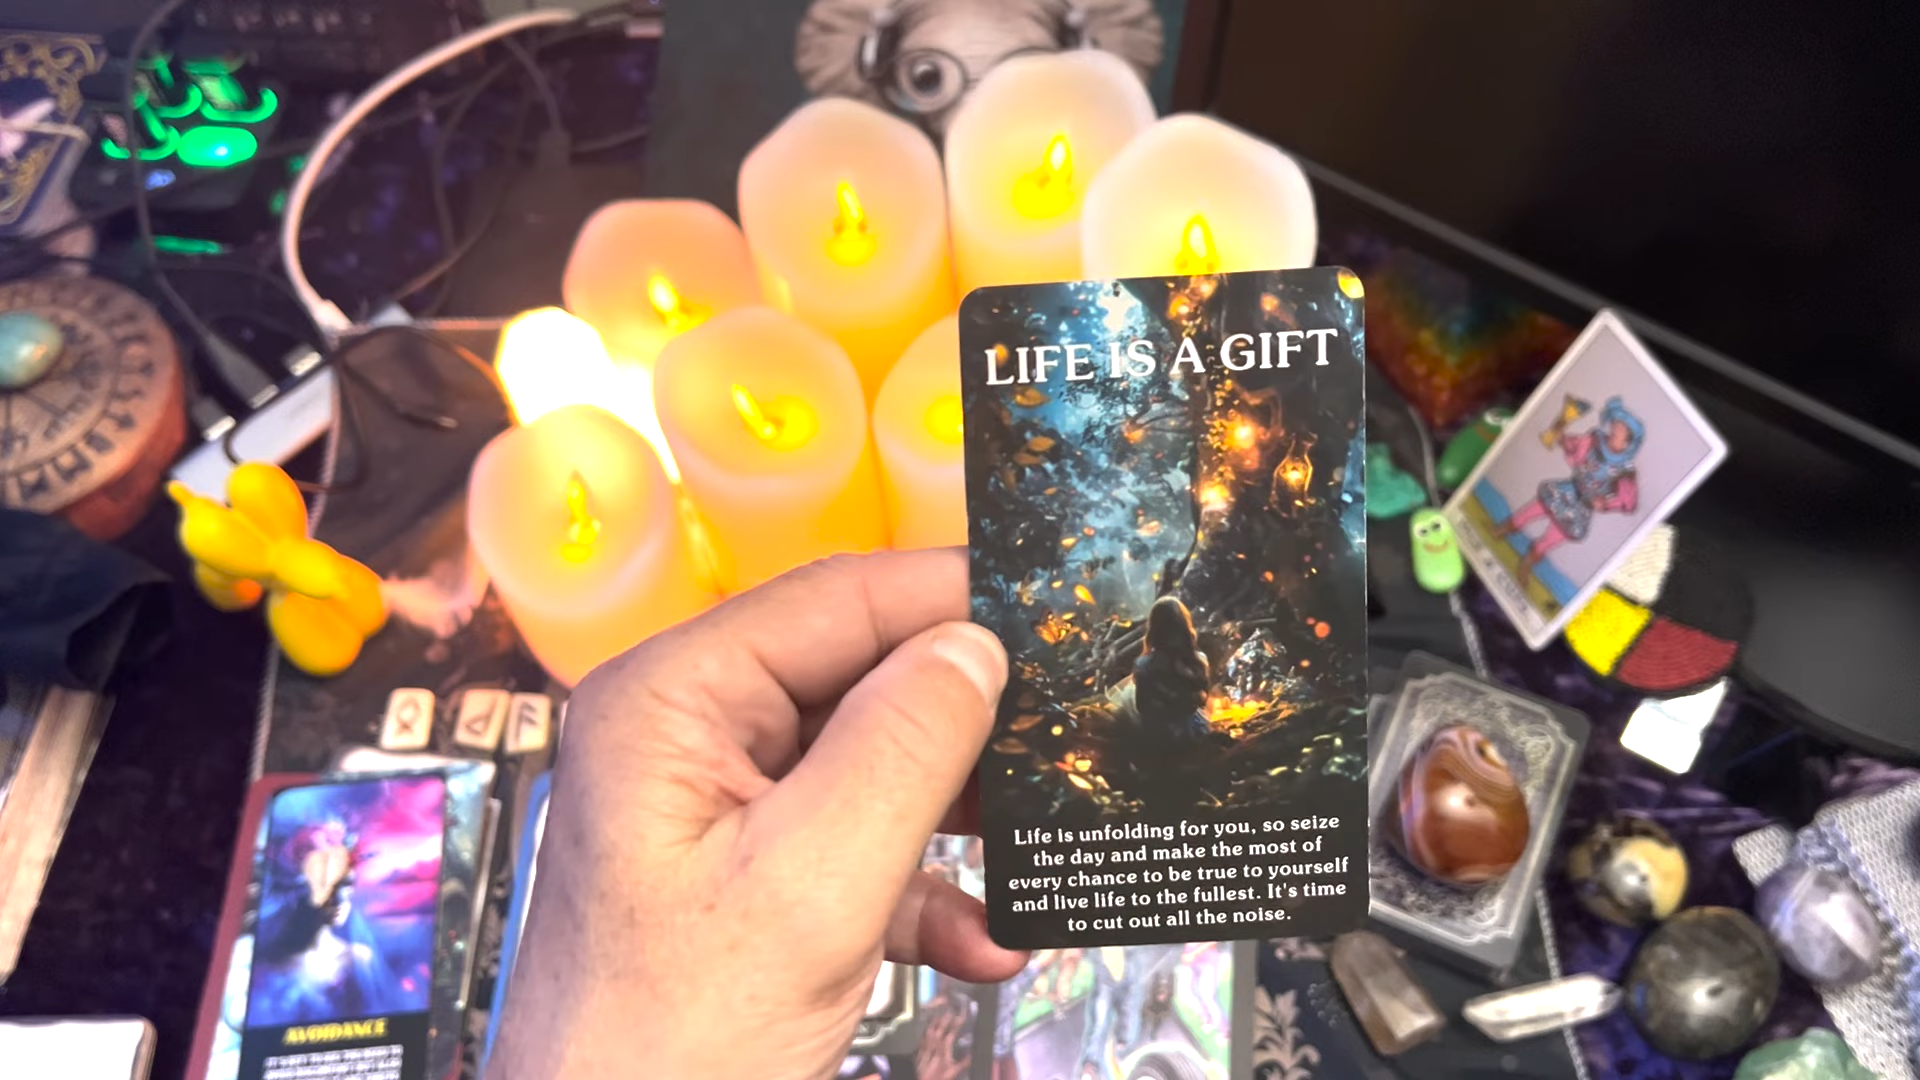 LIFE IS A GIFT
Life is unfolding for you, so seize
the day and make the most of
every chance to be true to yourself
and live life to the fullest. It's time
to cut out all the noise.
AVOIDANCE